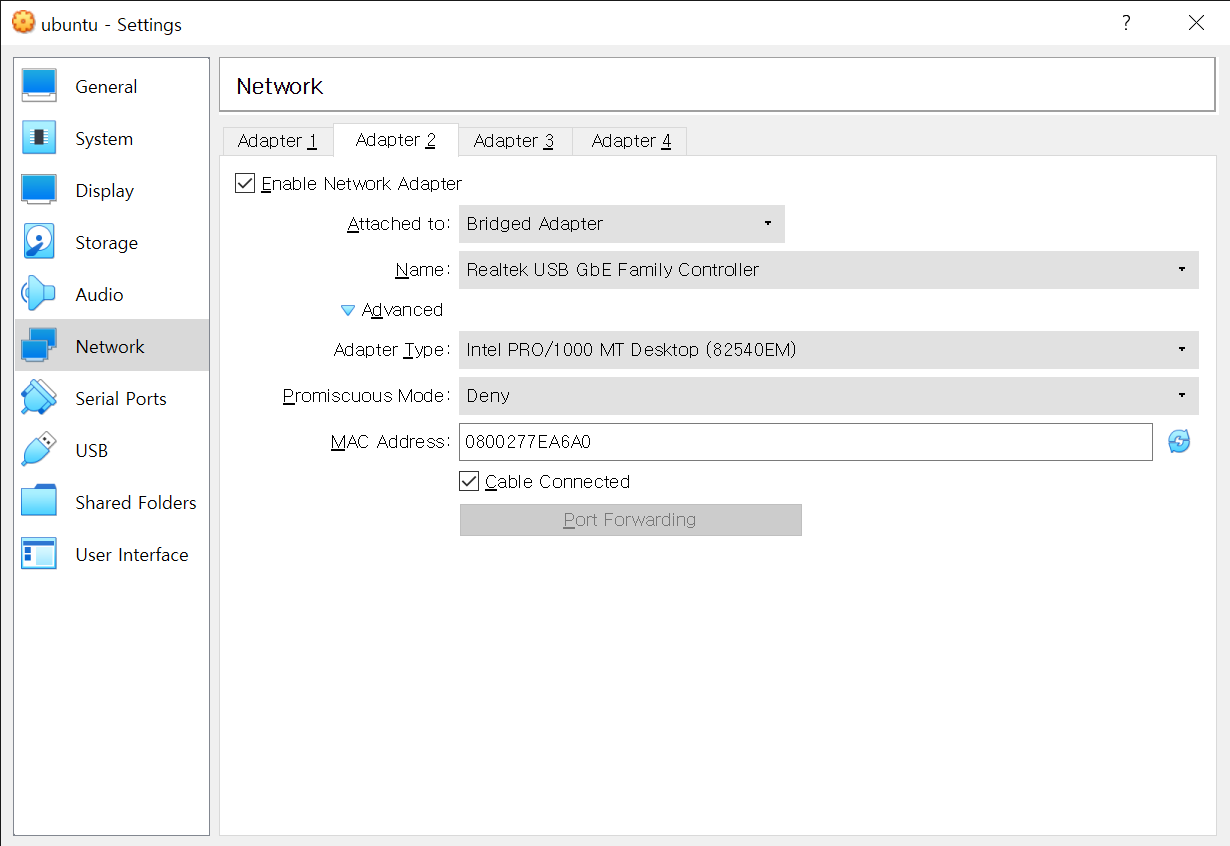 ubuntu - Settings ?
General
System
Display
Storage
Audio
Network
Serial Ports
USB
Shared Folders
User Interface
Network
Adapter 1 Adapter 2 Adapter 3 Adapter 4
Enable Network Adapter
Attached to: Bridged Adapter
Name: Realtek USB GbE Family Controller
Advanced
Adapter Type: Intel PRO/1000 MT Desktop (82540EM)
Promiscuous Mode: Deny
MAC Address: 0800277EA6A0
Cable Connected
Port Forwarding